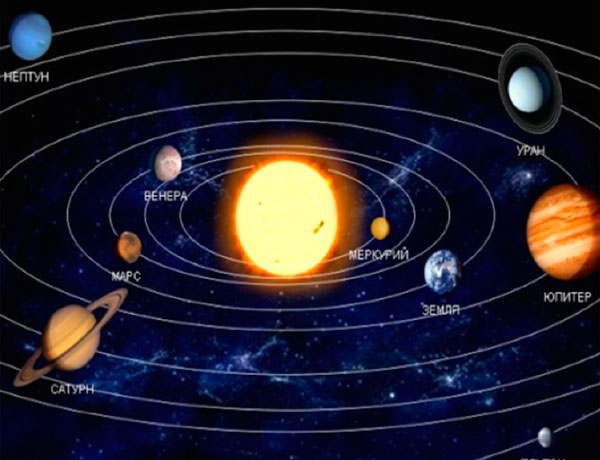 НЕПТУН
УРАН
ВЕНЕРА
МЕРКУРИЙ
МАРС
ЮПИТЕР
ЗЕМЛЯ
САТУРН